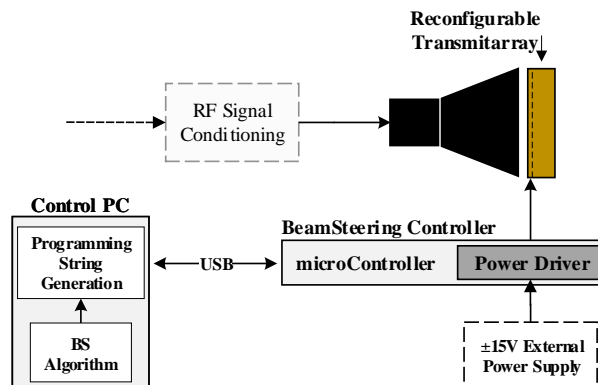 Reconfigurable
Transmitarray
RF Signal
Conditioning
Control PC
Programming
String
Generation
BS
Algorithm
USB
BeamSteering Controller
microController
Power Driver
±15V External
Power Supply